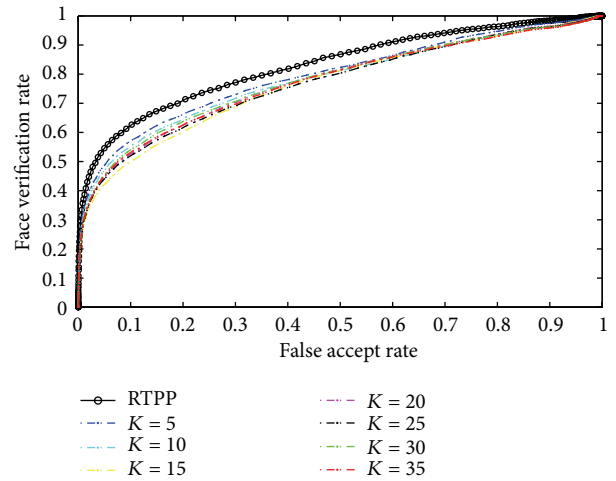 1
0.9
0.8
0.7
0.6
0.5
0.4
0.3
0.2
0.1
0
Face verification rate
0 0.1 0.2 0.3 0.4 0.5 0.6 0.7 0.8 0.9 1
False accept rate
RTPP
K = 5
K = 10
K = 15
K = 20
K = 25
K = 30
K = 35